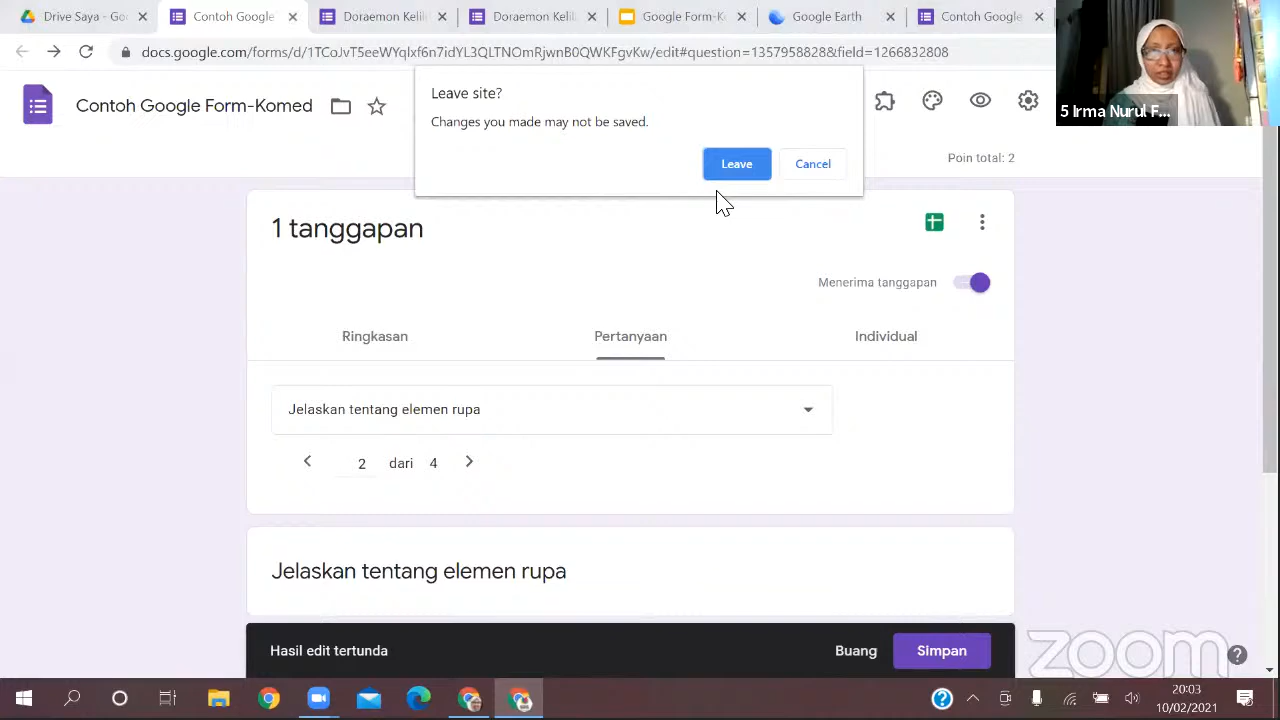 Drive Saya - Goo
Contoh Google
Doraemon Kelil
Doraemon Kelil
Google Form
Google Earth
Contoh Google
docs.google.com/forms/d/1TCoJvT5eeWYqIxf6n7idYL3QLTNOmRjwnB0QWKFgvKw/edit#question=1357958828&field=1266832808
Leave site?
Changes you made may not be saved.
Leave
Cancel
Contoh Google Form-Komed
5 Irma Nurul F...
Poin total: 2
1 tanggapan
Menerima tanggapan
Ringkasan
Pertanyaan
Individual
Jelaskan tentang elemen rupa
2 dari 4
Jelaskan tentang elemen rupa
Hasil edit tertunda
Buang
Simpan
zoom
20:03
10/02/2021